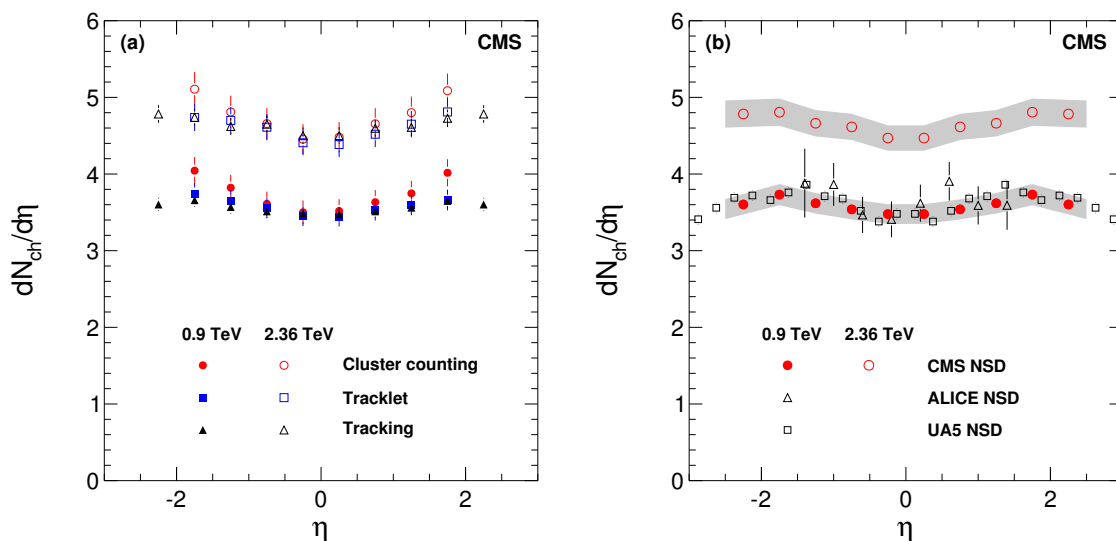 (a)
CMS
dN_ch/dη
6
5
4
3
2
1
0
0.9 TeV 2.36 TeV
Cluster counting
Tracklet
Tracking
-2 0 2
η
(b)
CMS
dN_ch/dη
6
5
4
3
2
1
0
0.9 TeV 2.36 TeV
CMS NSD
ALICE NSD
UA5 NSD
-2 0 2
η